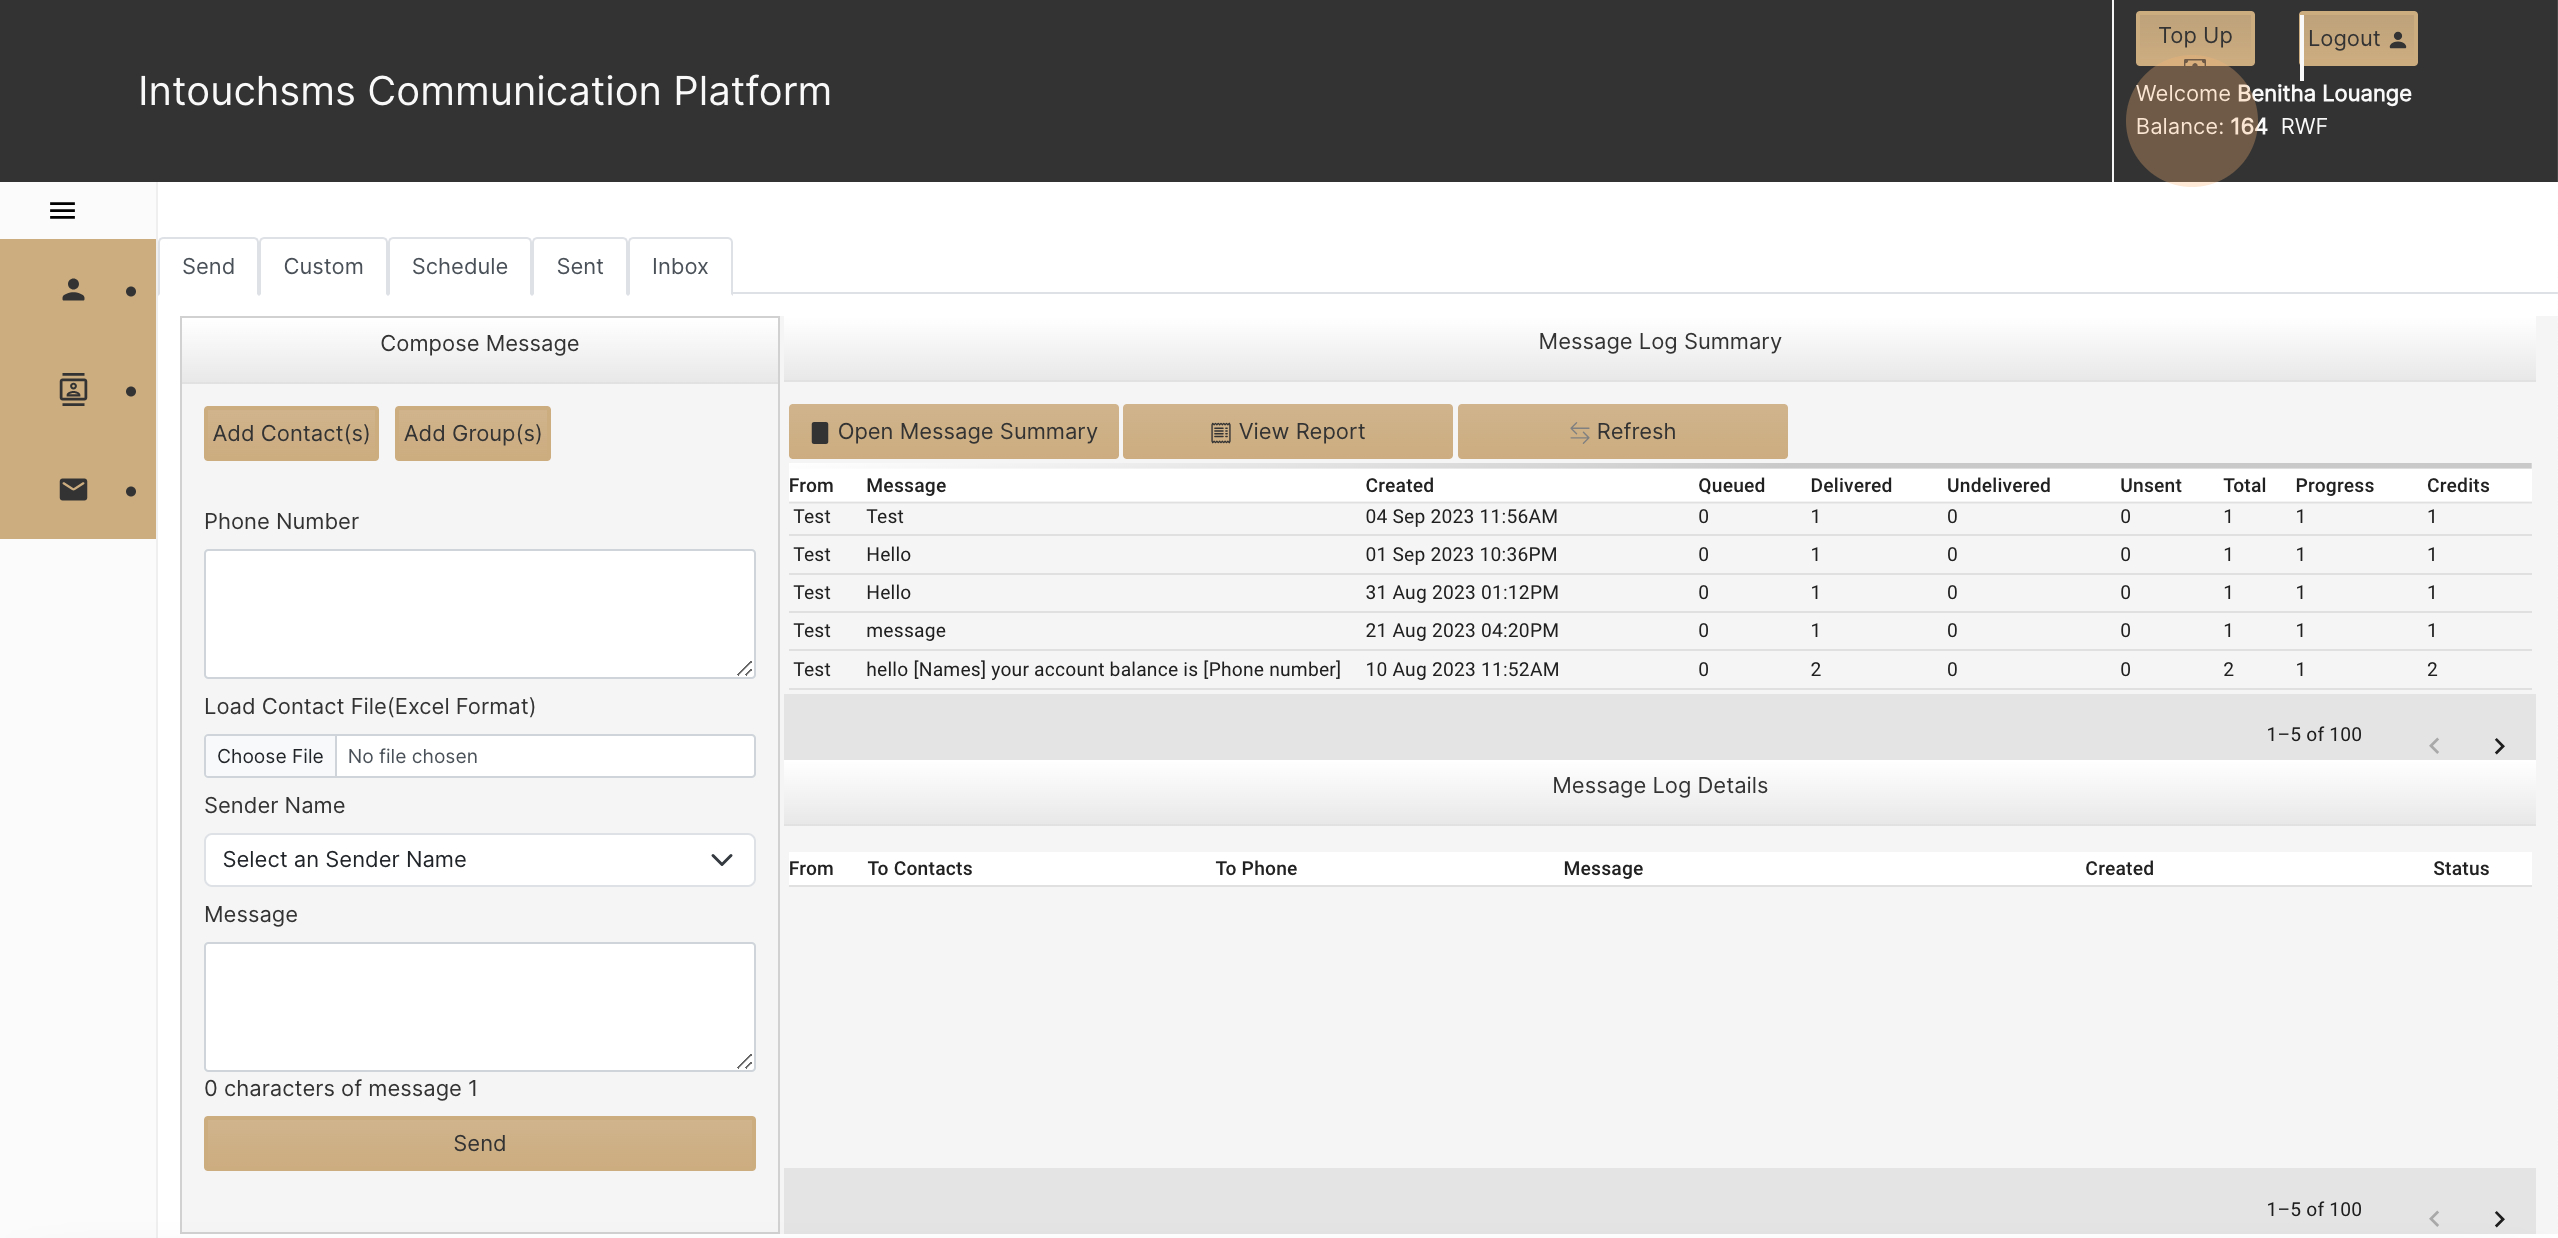 Intouchsms Communication Platform
Top Up
Logout
Welcome Benitha Louange
Balance: 164 RWF
Send
Custom
Schedule
Sent
Inbox
Compose Message
Add Contact(s)
Add Group(s)
Phone Number
Load Contact File(Excel Format)
Choose File No file chosen
Sender Name
Select an Sender Name
Message
0 characters of message 1
Send
Message Log Summary
Open Message Summary
View Report
Refresh
From Message Created Queued Delivered Undelivered Unsent Total Progress Credits
Test Test 04 Sep 2023 11:56AM 0 1 0 0 1 1 1
Test Hello 01 Sep 2023 10:36PM 0 1 0 0 1 1 1
Test Hello 31 Aug 2023 01:12PM 0 1 0 0 1 1 1
Test message 21 Aug 2023 04:20PM 0 1 0 0 1 1 1
Test hello [Names] your account balance is [Phone number] 10 Aug 2023 11:52AM 0 2 0 0 2 1 2
1–5 of 100
Message Log Details
From To Contacts To Phone Message Created Status
1–5 of 100